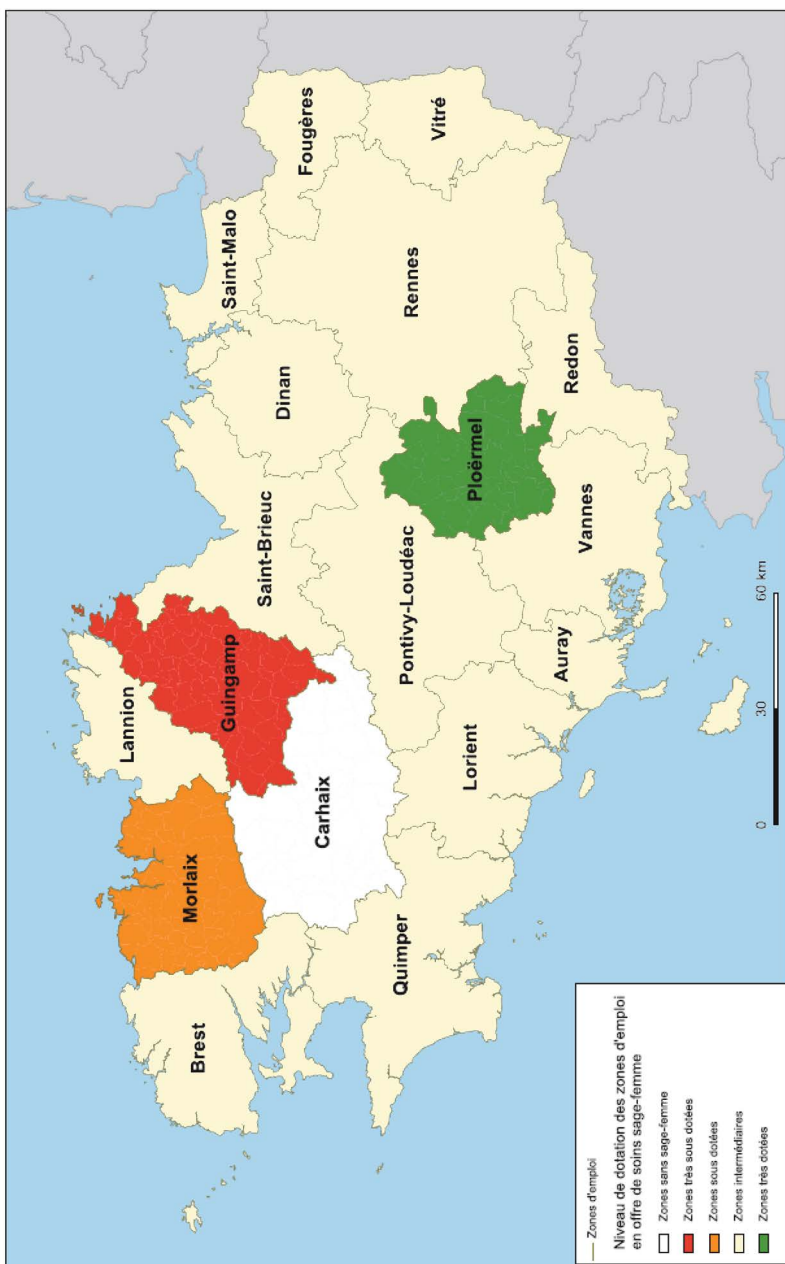 Zones d'emploi
Niveau de dotation des zones d'emploi
en offre de soins sage-femme
Zones sans sage-femme
Zones très sous dotées
Zones sous dotées
Zones intermédiaires
Zones très dotées
Brest
Morlaix
Lannion
Guingamp
Saint-Brieuc
Dinan
Saint-Malo
Fougères
Vitré
Rennes
Redon
Ploërmel
Vannes
Auray
Pontivy-Loudéac
Lorient
Carhaix
Quimper
0 30 60 km